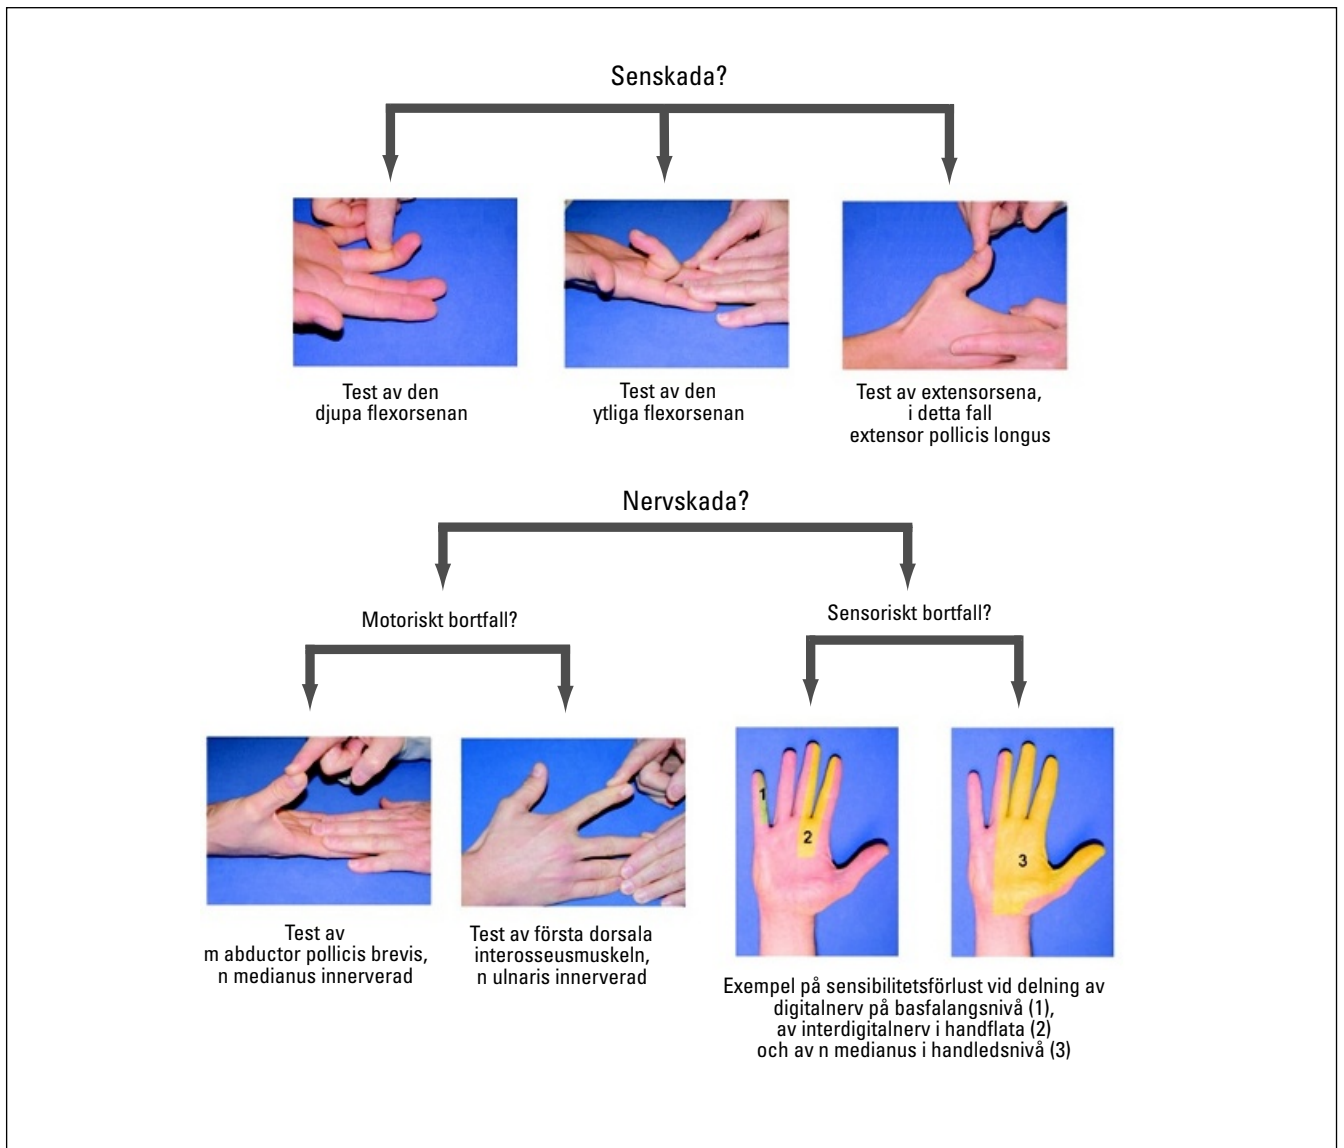 Senskada?
Test av den
djupa flexorsenan
Test av den
ytliga flexorsenan
Test av extensorsena,
i detta fall
extensor pollicis longus
Nervskada?
Motoriskt bortfall?
Sensoriskt bortfall?
1
2
3
Test av
m abductor pollicis brevis,
n medianus innerverad
Test av första dorsala
interosseusmuskeln,
n ulnaris innerverad
Exempel på sensibilitetsförlust vid delning av
digitalnerv på basfalangsnivå (1),
av interdigitalnerv i handflata (2)
och av n medianus i handledsnivå (3)